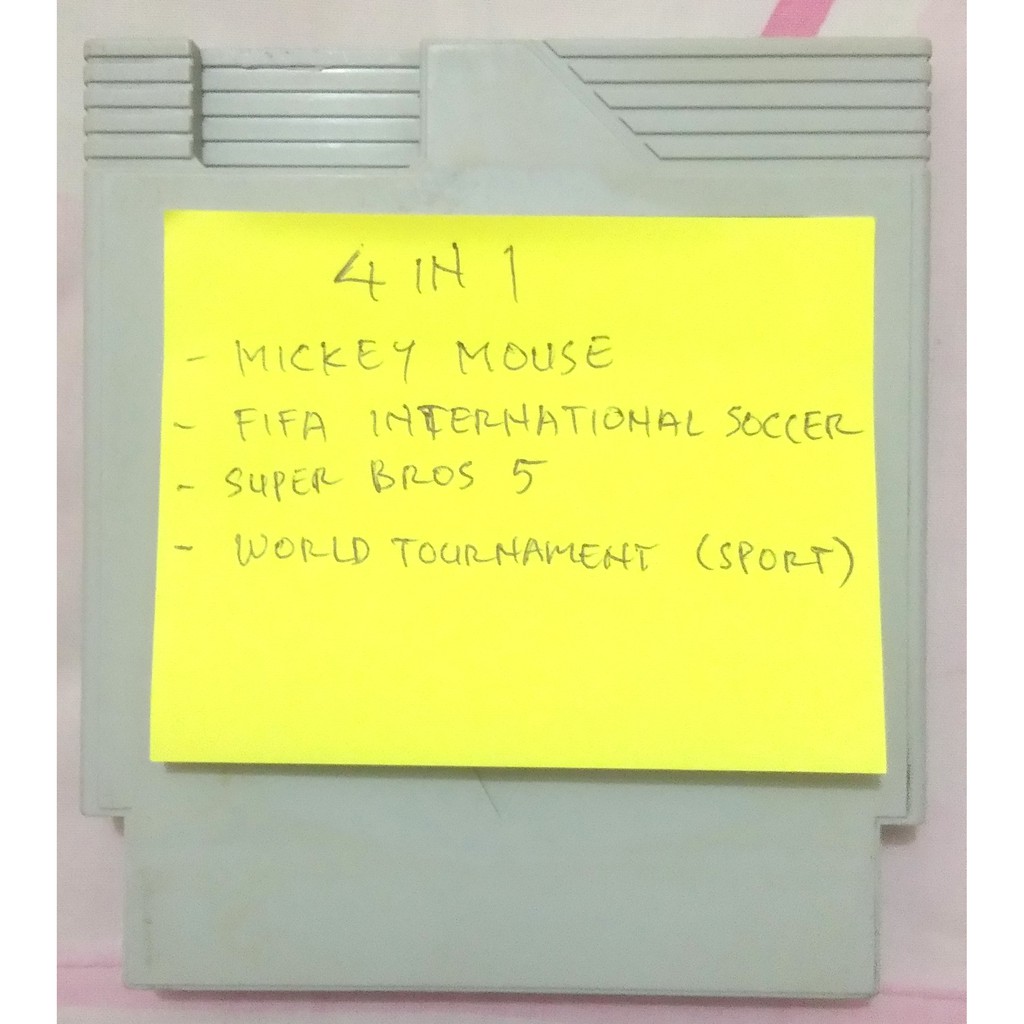 4 IN 1
- MICKEY MOUSE
- FIFA INTERNATIONAL SOCCER
- SUPER BROS 5
- WORLD TOURNAMENT (SPORT)